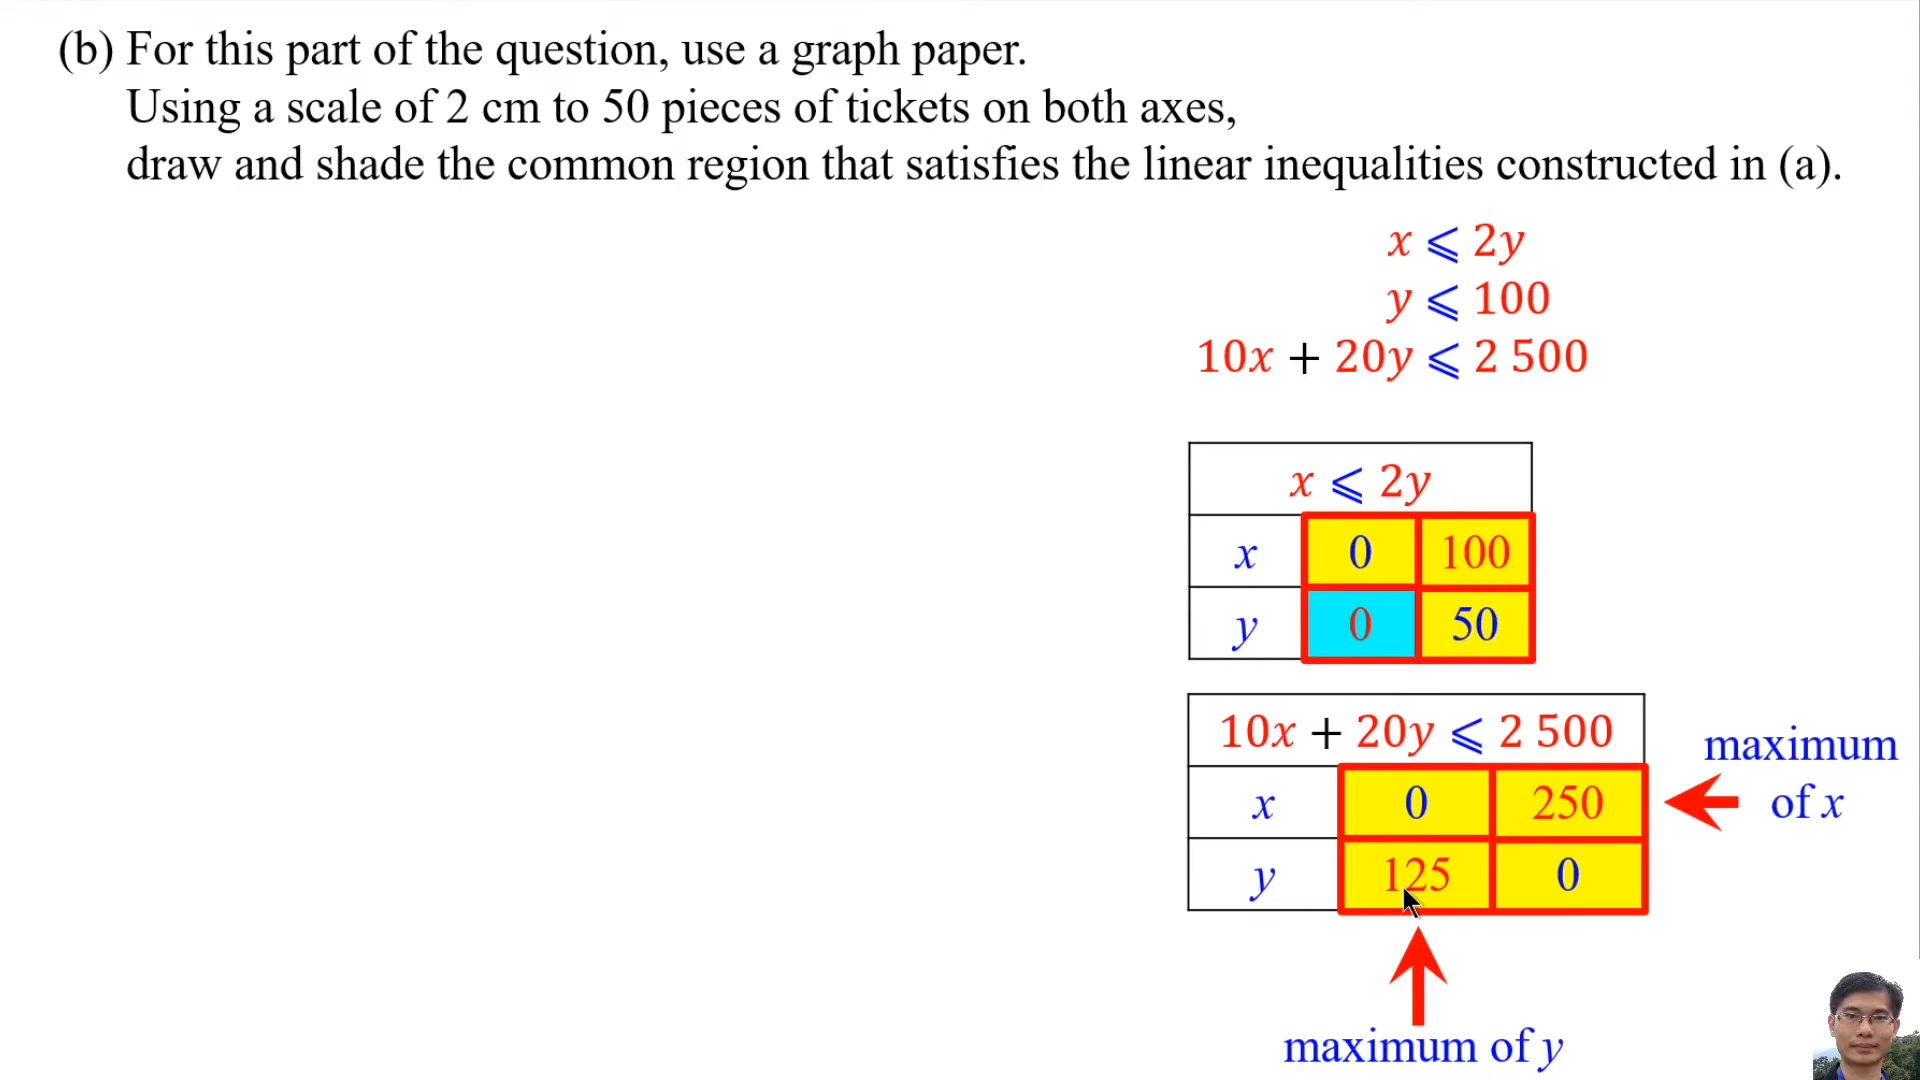 (b) For this part of the question, use a graph paper.
Using a scale of 2 cm to 50 pieces of tickets on both axes,
draw and shade the common region that satisfies the linear inequalities constructed in (a).
x ⩽ 2y
y ⩽ 100
10x + 20y ⩽ 2 500
x ⩽ 2y
x 0 100
y 0 50
10x + 20y ⩽ 2 500
x 0 250
y 125 0
maximum
of x
maximum of y